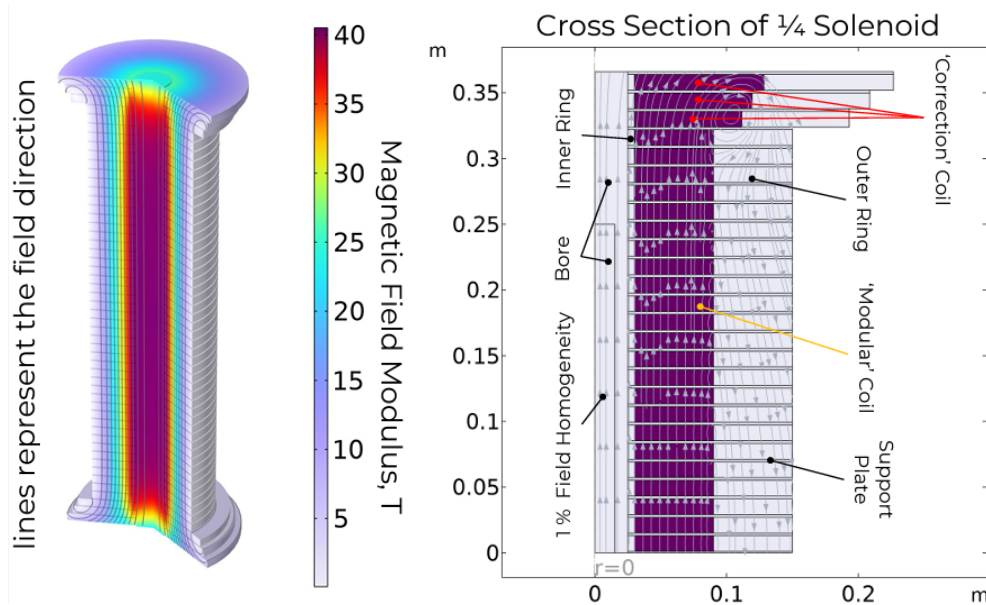 lines represent the field direction
40
35
30
25
20
15
10
5
Magnetic Field Modulus, T
Cross Section of ¼ Solenoid
m
0.35
0.3
0.25
0.2
0.15
0.1
0.05
0
Inner Ring
Bore
1% Field Homogeneity
'Correction' Coil
Outer Ring
'Modular' Coil
Support
Plate
r=0
0
0.1
0.2
m